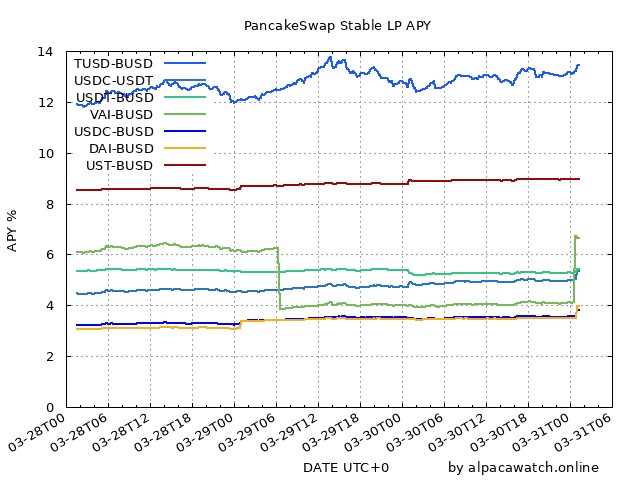 PancakeSwap Stable LP APY
14
12
10
8
6
4
2
0
APY %
TUSD-BUSD
USDC-USDT
USDT-BUSD
VAI-BUSD
USDC-BUSD
DAI-BUSD
UST-BUSD
03-28T00
03-28T06
03-28T12
03-28T18
03-29T00
03-29T06
03-29T12
03-29T18
03-30T00
03-30T06
03-30T12
03-30T18
03-31T00
03-31T06
DATE UTC+0
by alpacawatch.online